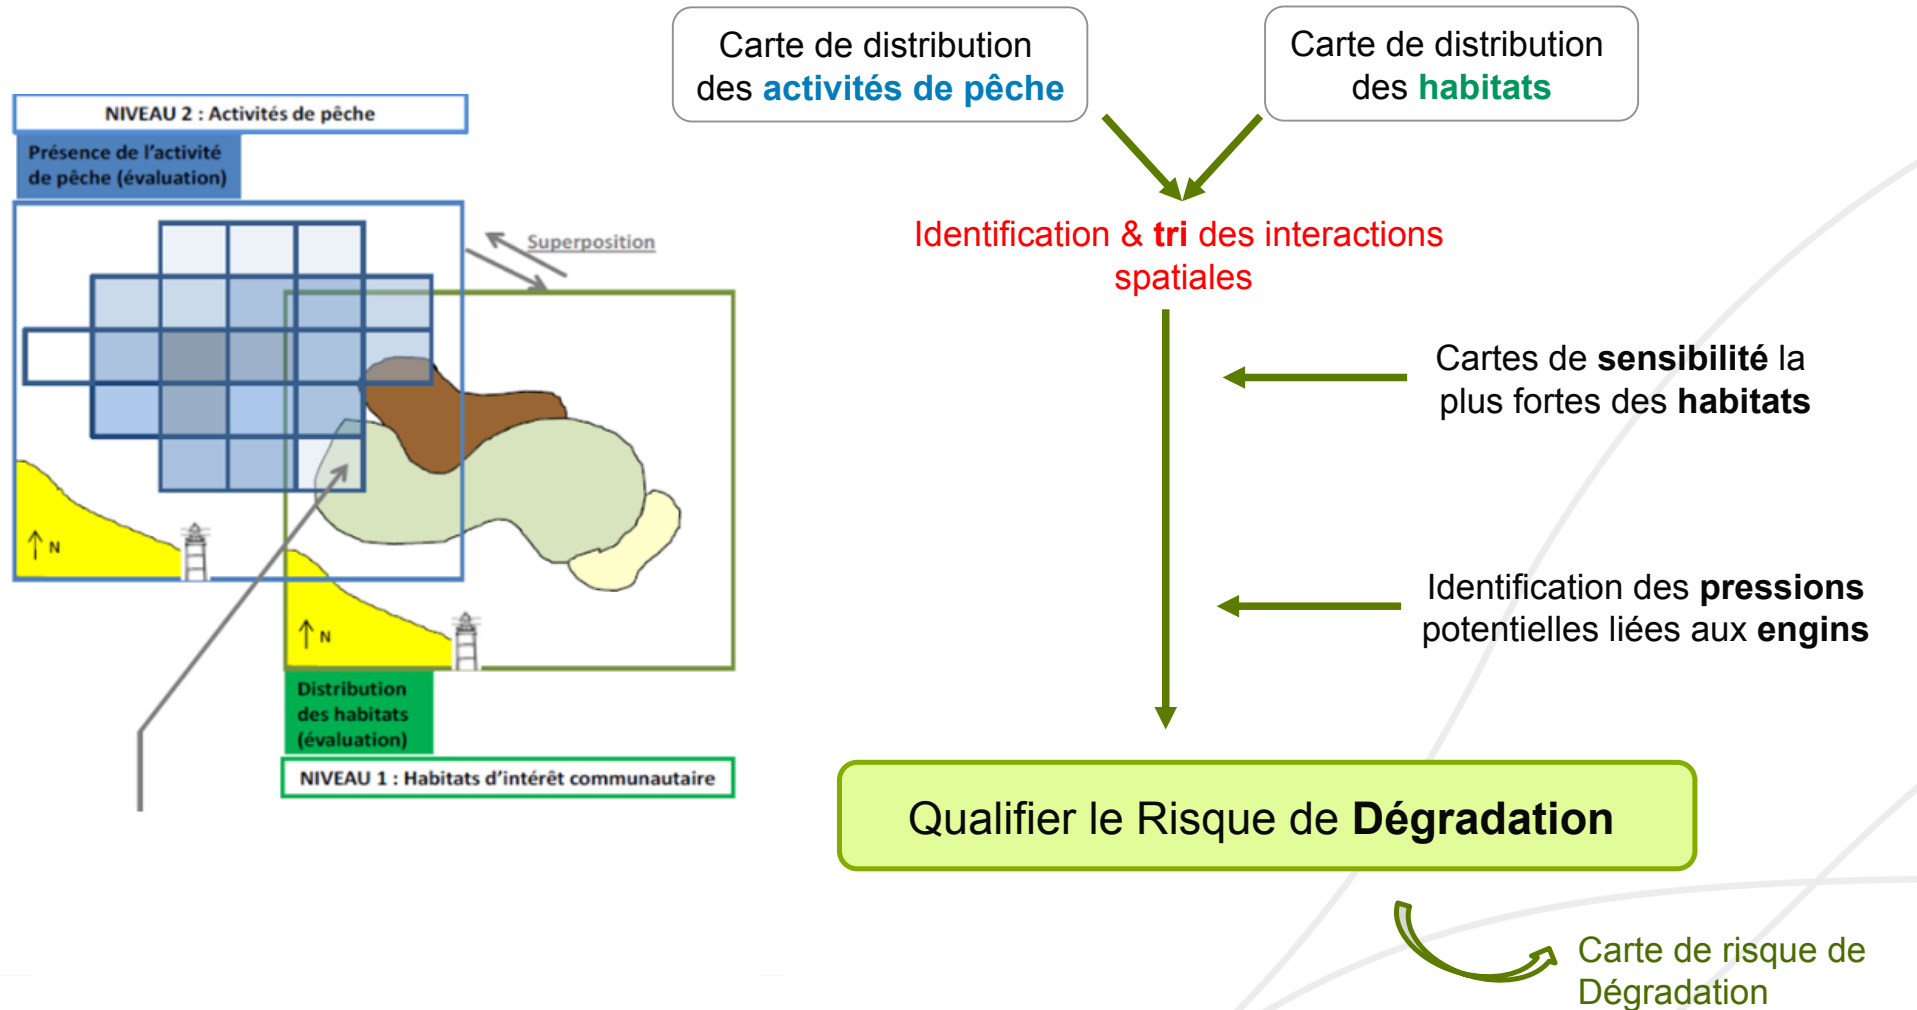 Carte de distribution
des activités de pêche
Carte de distribution
des habitats
NIVEAU 2 : Activités de pêche
Présence de l'activité
de pêche (évaluation)
Superposition
N
N
Distribution
des habitats
(évaluation)
NIVEAU 1 : Habitats d'intérêt communautaire
Identification & tri des interactions
spatiales
Cartes de sensibilité la
plus fortes des habitats
Identification des pressions
potentielles liées aux engins
Qualifier le Risque de Dégradation
Carte de risque de
Dégradation